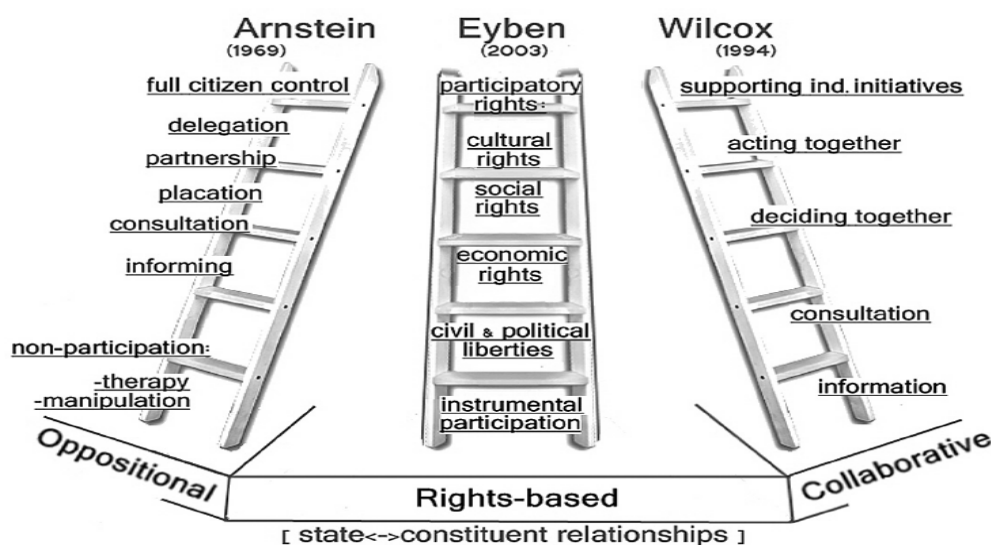 Arnstein
(1969)
full citizen control
delegation
partnership
placation
consultation
informing
non-participation:
-therapy
-manipulation
Oppositional
Eyben
(2003)
participatory
rights:
cultural
rights
social
rights
economic
rights
civil & political
liberties
instrumental
participation
Rights-based
Wilcox
(1994)
supporting ind. initiatives
acting together
deciding together
consultation
information
Collaborative
[ state<->constituent relationships ]